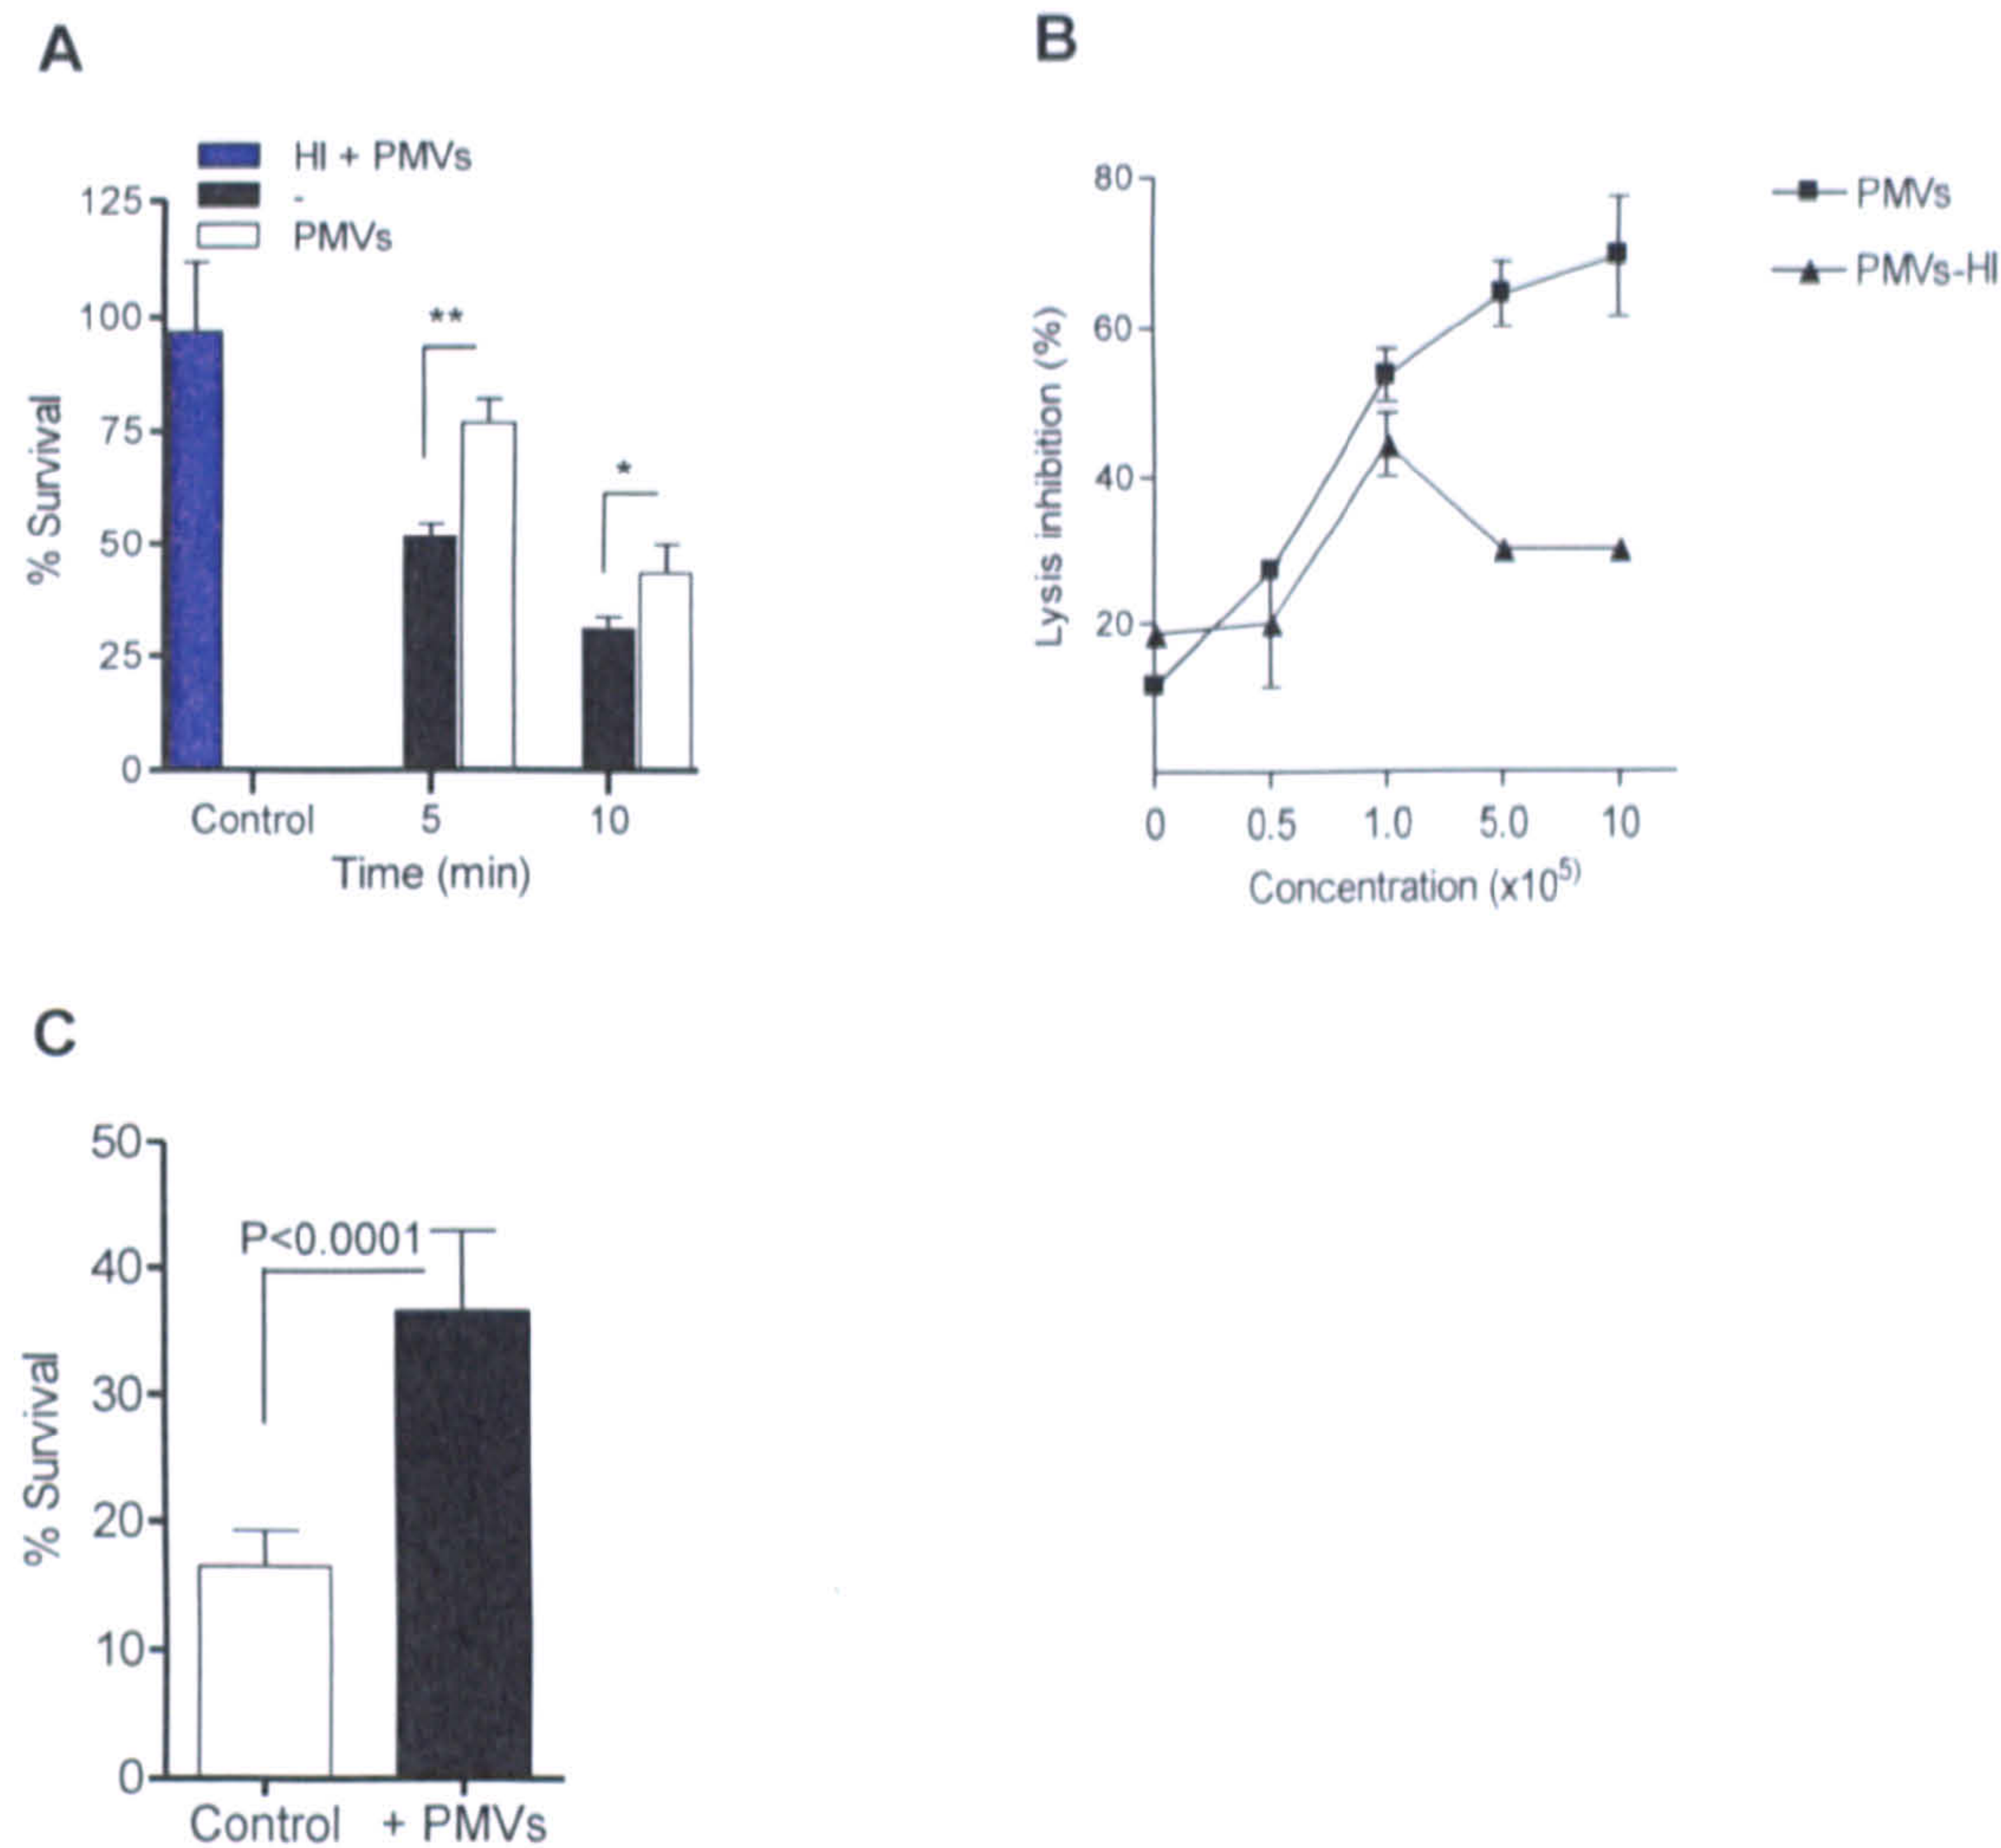 A
HI + PMVs
-
PMVs
125
100
75
50
25
0
% Survival
**
*
Control 5 10
Time (min)
B
80
60
40
20
Lysis inhibition (%)
PMVs
PMVs-HI
0 0.5 1.0 5.0 10
Concentration (x10⁵⁾
C
50
40
30
20
10
0
% Survival
P<0.0001
Control + PMVs